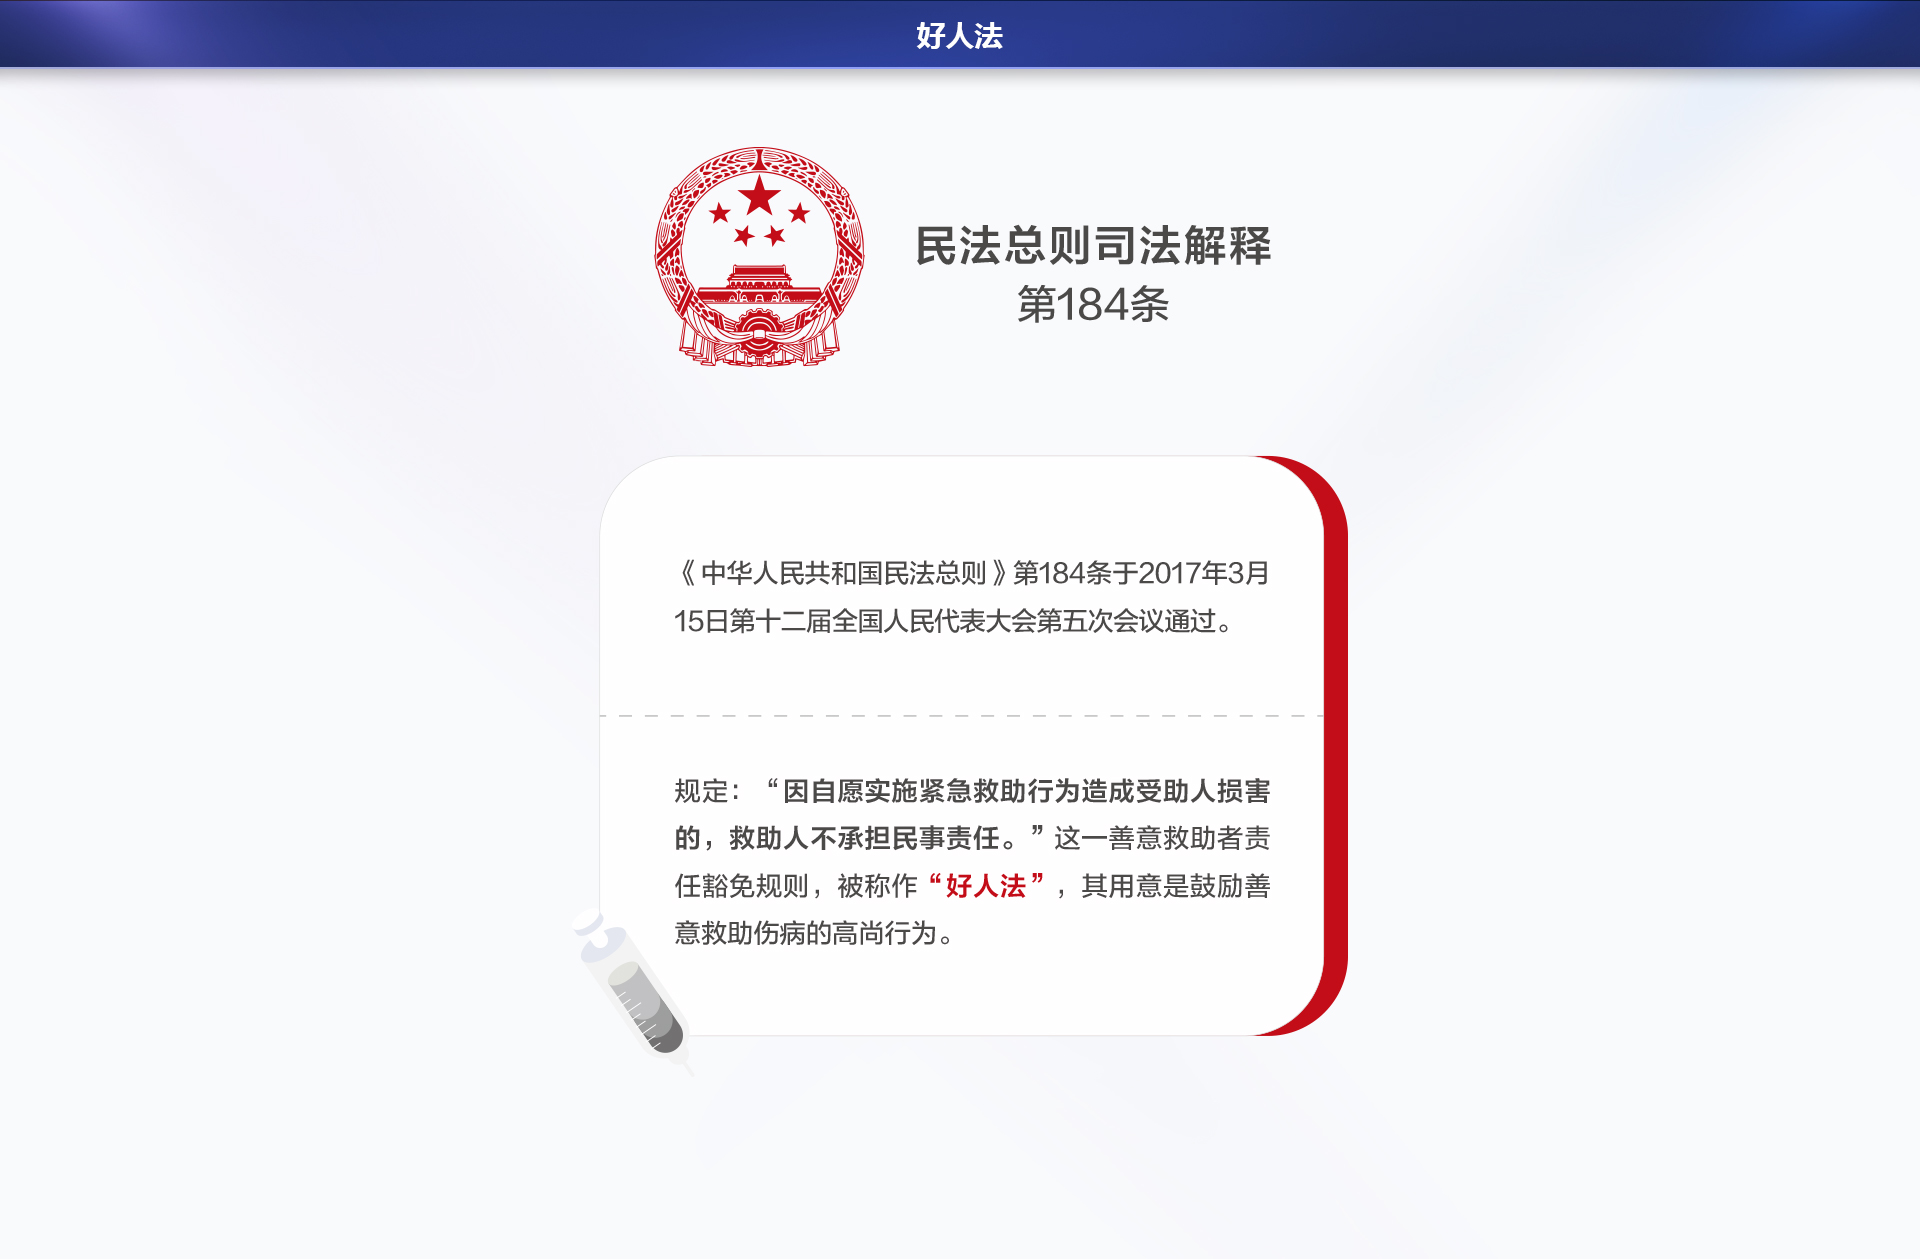 好人法
民法总则司法解释
第184条
《中华人民共和国民法总则》第184条于2017年3月
15日第十二届全国人民代表大会第五次会议通过。
规定：“因自愿实施紧急救助行为造成受助人损害
的，救助人不承担民事责任。”这一善意救助者责
任豁免规则，被称作“好人法”，其用意是鼓励善
意救助伤病的高尚行为。